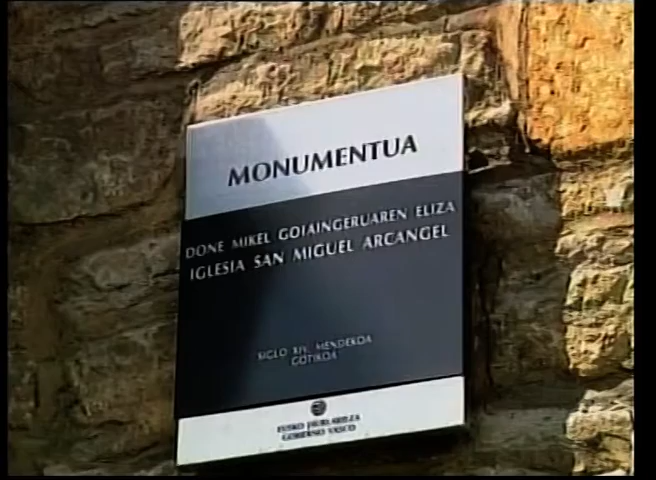 MONUMENTUA
DONE MIKEL GOIAINGERUAREN ELIZA
IGLESIA SAN MIGUEL ARCANGEL
SIGLO XIV. MENDEKOA
GOTIKOA
EUSKO JAURLARITZA
GOBIERNO VASCO